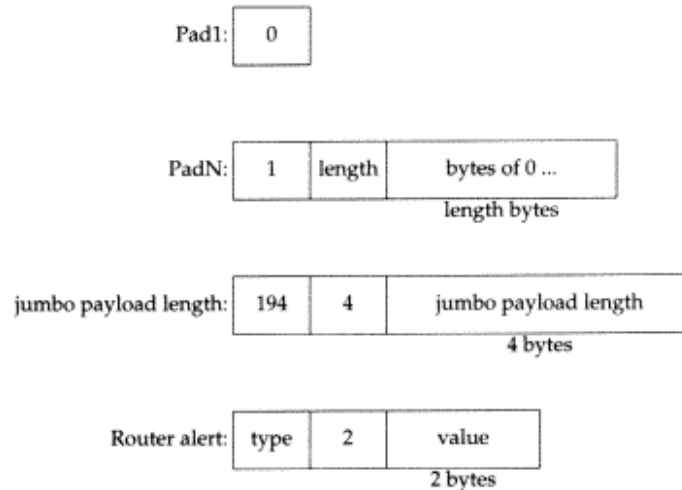 Pad1: 0
PadN: 1 length bytes of 0 ...
length bytes
jumbo payload length: 194 4 jumbo payload length
4 bytes
Router alert: type 2 value
2 bytes